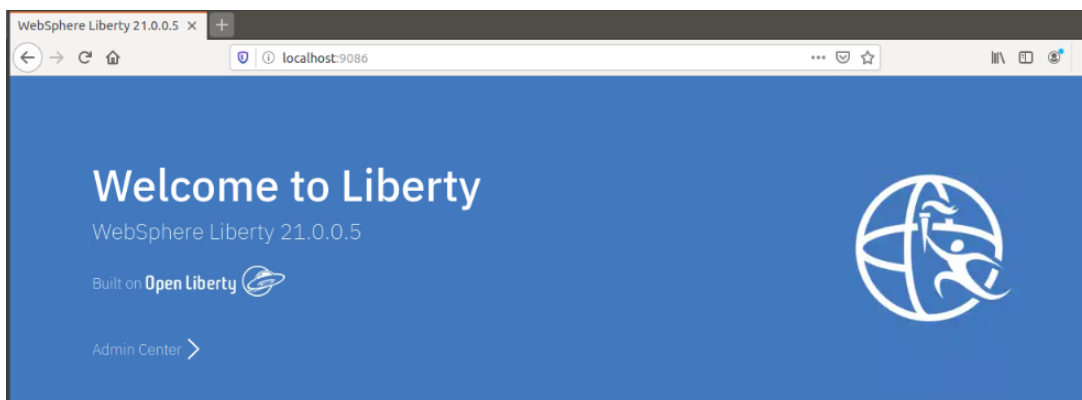 WebSphere Liberty 21.0.0.5
localhost:9086
Welcome to Liberty
WebSphere Liberty 21.0.0.5
Built on Open Liberty
Admin Center